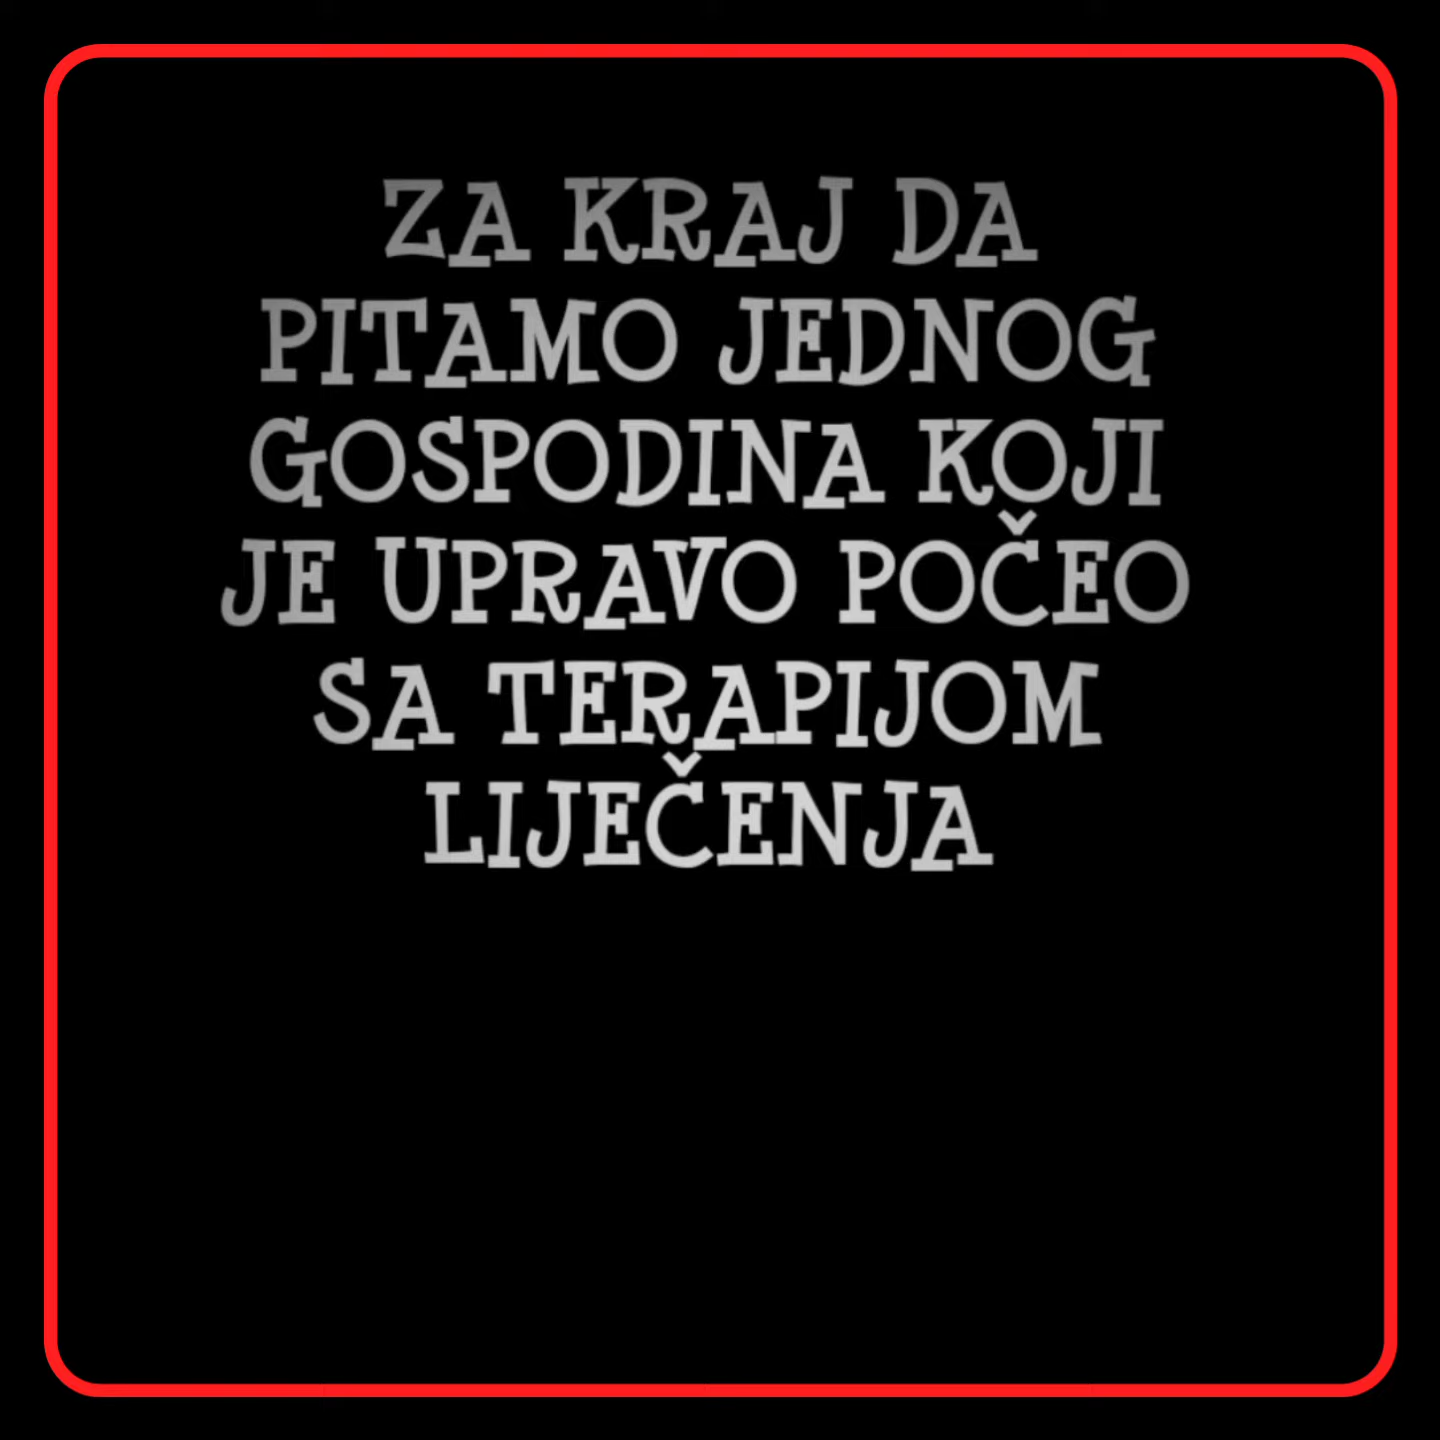 ZA KRAJ DA
PITAMO JEDNOG
GOSPODINA KOJI
JE UPRAVO POČEO
SA TERAPIJOM
LIJEČENJA